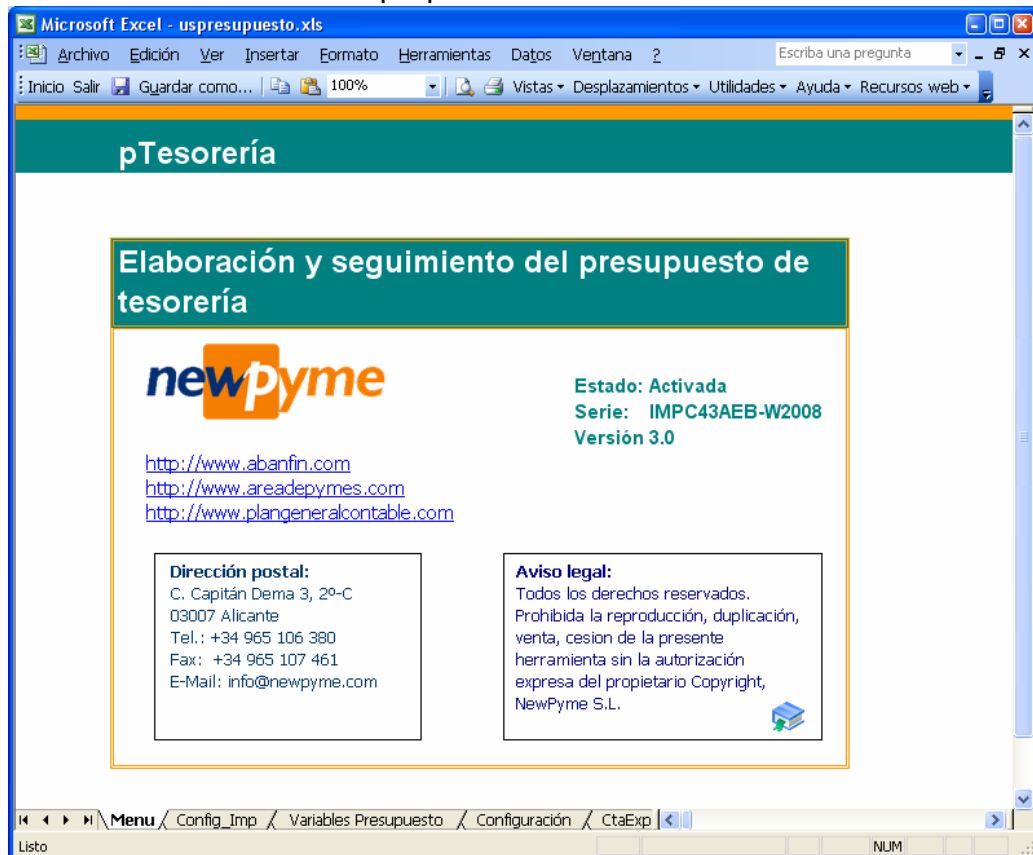 Microsoft Excel - uspresupuesto.xls
Archivo Edición Ver Insertar Formato Herramientas Datos Ventana ? Escriba una pregunta
Inicio Salir Guardar como... 100% Vistas Desplazamientos Utilidades Ayuda Recursos web
pTesorería
Elaboración y seguimiento del presupuesto de
tesorería
newpyme
Estado: Activada
Serie: IMPC43AEB-W2008
Versión 3.0
http://www.abanfin.com
http://www.areadepymes.com
http://www.plangeneralcontable.com
Dirección postal:
C. Capitán Dema 3, 2º-C
03007 Alicante
Tel.: +34 965 106 380
Fax: +34 965 107 461
E-Mail: info@newpyme.com
Aviso legal:
Todos los derechos reservados.
Prohibida la reproducción, duplicación,
venta, cesion de la presente
herramienta sin la autorización
expresa del propietario Copyright,
NewPyme S.L.
Menu Config_Imp Variables Presupuesto Configuración CtaExp
Listo NUM